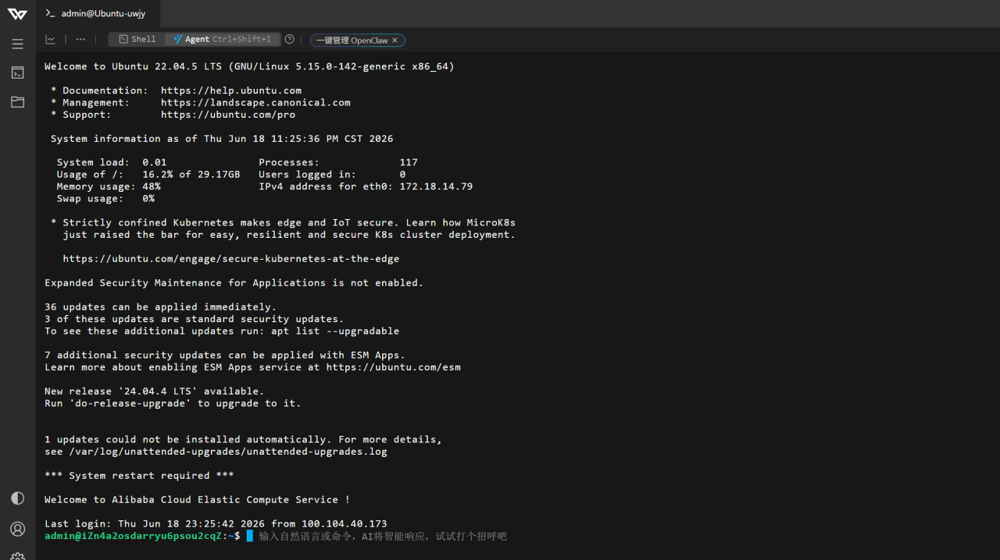 admin@Ubuntu-uwjy
Shell Agent Ctrl+Shift+I 一键管理 OpenClaw ×
Welcome to Ubuntu 22.04.5 LTS (GNU/Linux 5.15.0-142-generic x86_64)
* Documentation:  https://help.ubuntu.com
* Management:     https://landscape.canonical.com
* Support:        https://ubuntu.com/pro
System information as of Thu Jun 18 11:25:36 PM CST 2026
System load:  0.01               Processes:             117
Usage of /:   16.2% of 29.17GB   Users logged in:       0
Memory usage: 48%                IPv4 address for eth0: 172.18.14.79
Swap usage:   0%
* Strictly confined Kubernetes makes edge and IoT secure. Learn how MicroK8s
just raised the bar for easy, resilient and secure K8s cluster deployment.
https://ubuntu.com/engage/secure-kubernetes-at-the-edge
Expanded Security Maintenance for Applications is not enabled.
36 updates can be applied immediately.
3 of these updates are standard security updates.
To see these additional updates run: apt list --upgradable
7 additional security updates can be applied with ESM Apps.
Learn more about enabling ESM Apps service at https://ubuntu.com/esm
New release '24.04.4 LTS' available.
Run 'do-release-upgrade' to upgrade to it.
1 updates could not be installed automatically. For more details,
see /var/log/unattended-upgrades/unattended-upgrades.log
*** System restart required ***
Welcome to Alibaba Cloud Elastic Compute Service !
Last login: Thu Jun 18 23:25:42 2026 from 100.104.40.173
admin@iZn4a2osdarryu6psou2cqZ:~$ 输入自然语言或命令，AI将智能响应，试试打个招呼吧